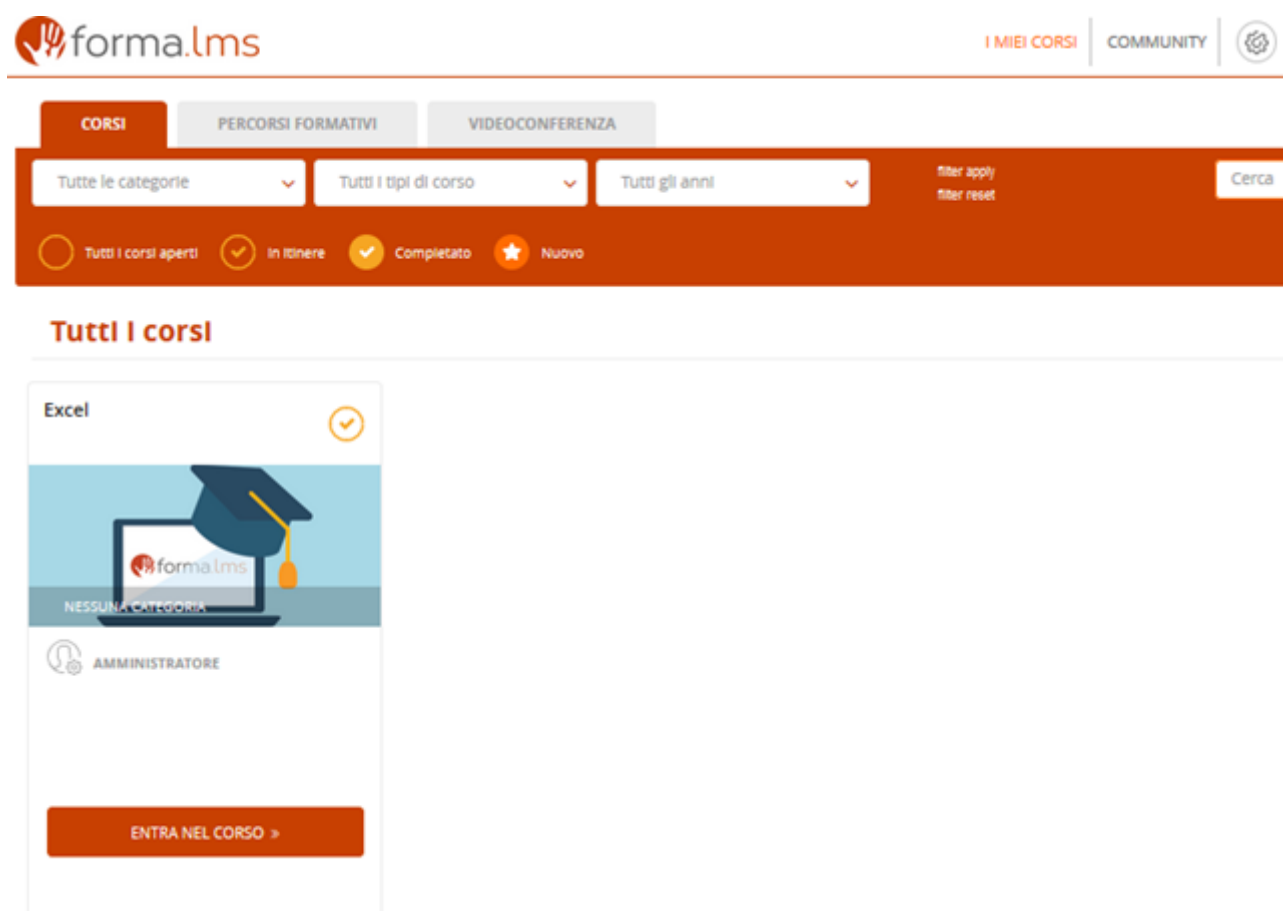 forma.lms
I MIEI CORSI COMMUNITY
CORSI PERCORSI FORMATIVI VIDEOCONFERENZA
Tutte le categorie Tutti i tipi di corso Tutti gli anni filter apply Cerca
filter reset
Tutti i corsi aperti In itinere Completato Nuovo
Tutti i corsi
Excel
forma.lms
NESSUNA CATEGORIA
AMMINISTRATORE
ENTRA NEL CORSO »